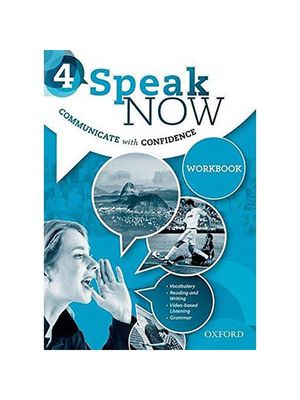 4 Speak
NOW
COMMUNICATE with CONFIDENCE
WORKBOOK
• Vocabulary
• Reading and
Writing
• Video-based
Listening
• Grammar
OXFORD